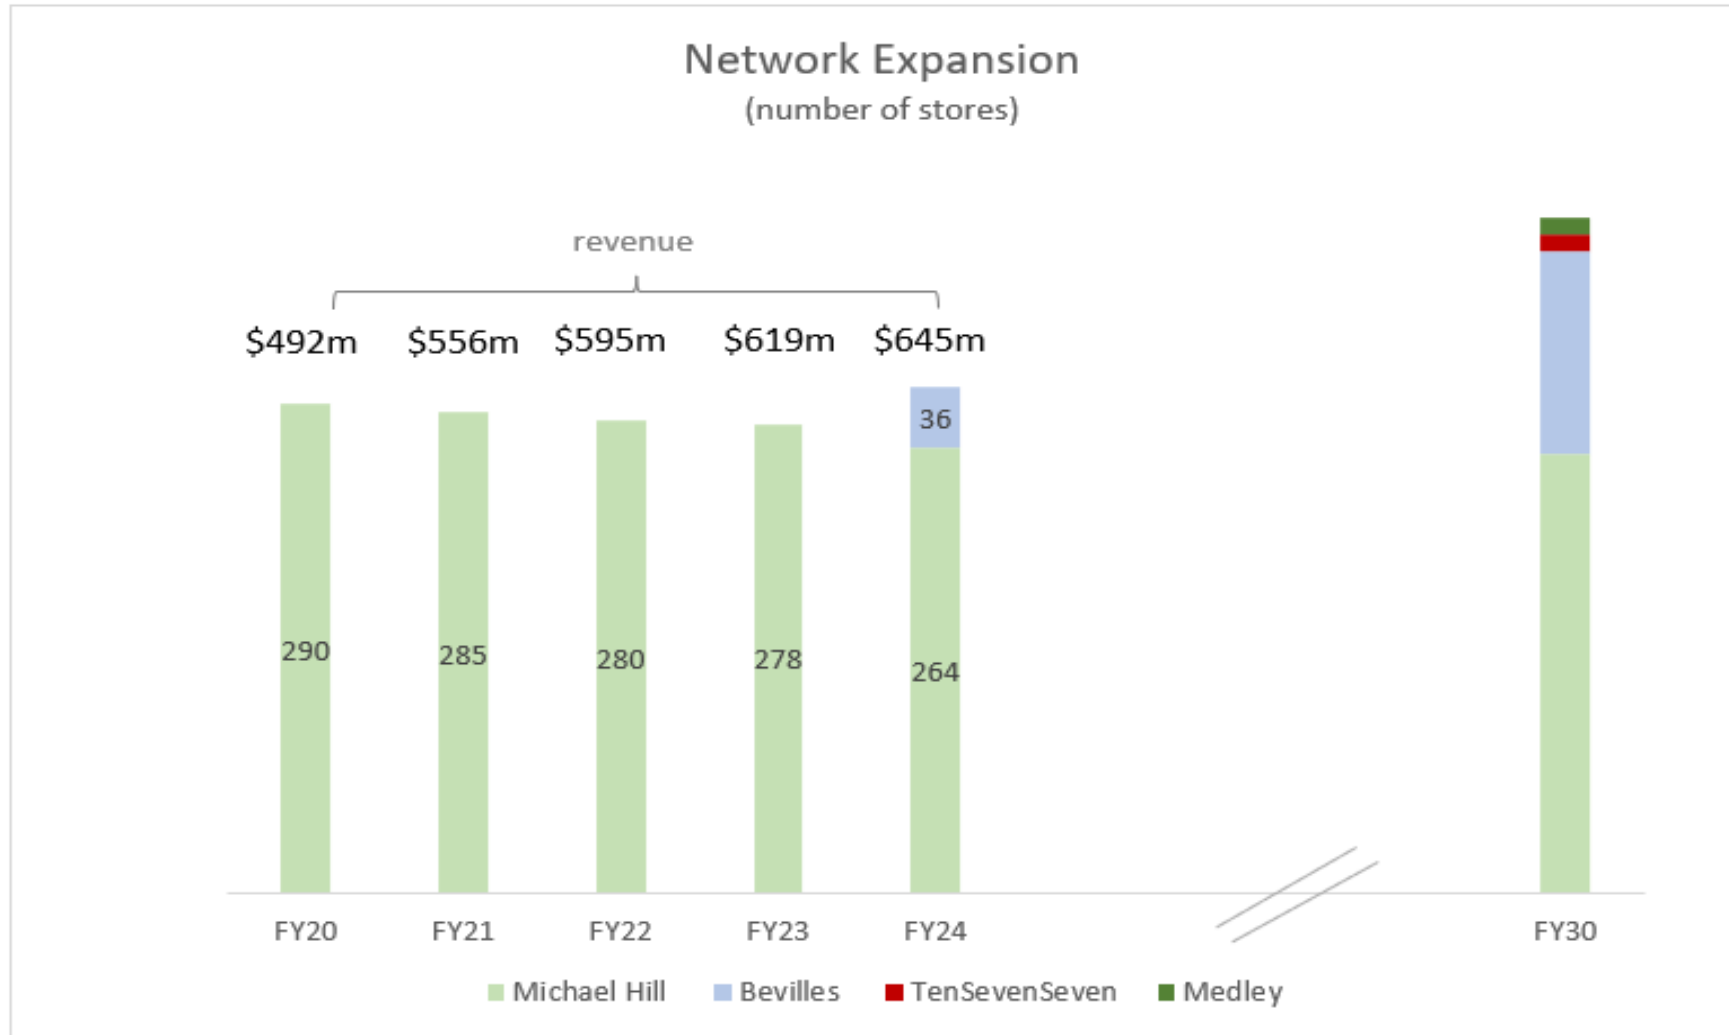 Network Expansion
(number of stores)
revenue
$492m $556m $595m $619m $645m
36
290 285 280 278 264
FY20 FY21 FY22 FY23 FY24 FY30
Michael Hill Bevilles TenSevenSeven Medley